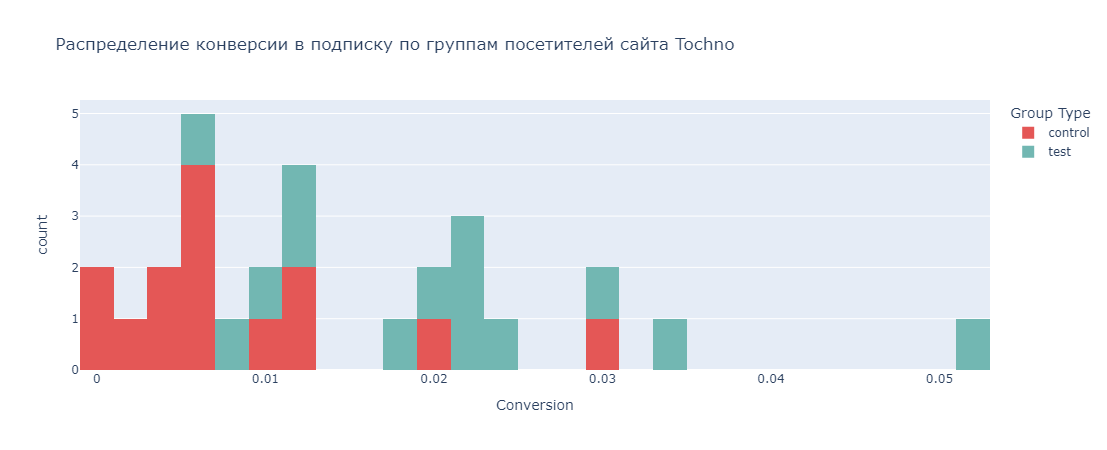 Распределение конверсии в подписку по группам посетителей сайта Tochno
Group Type
control
test
5
4
3
2
1
0
count
0
0.01
0.02
0.03
0.04
0.05
Conversion